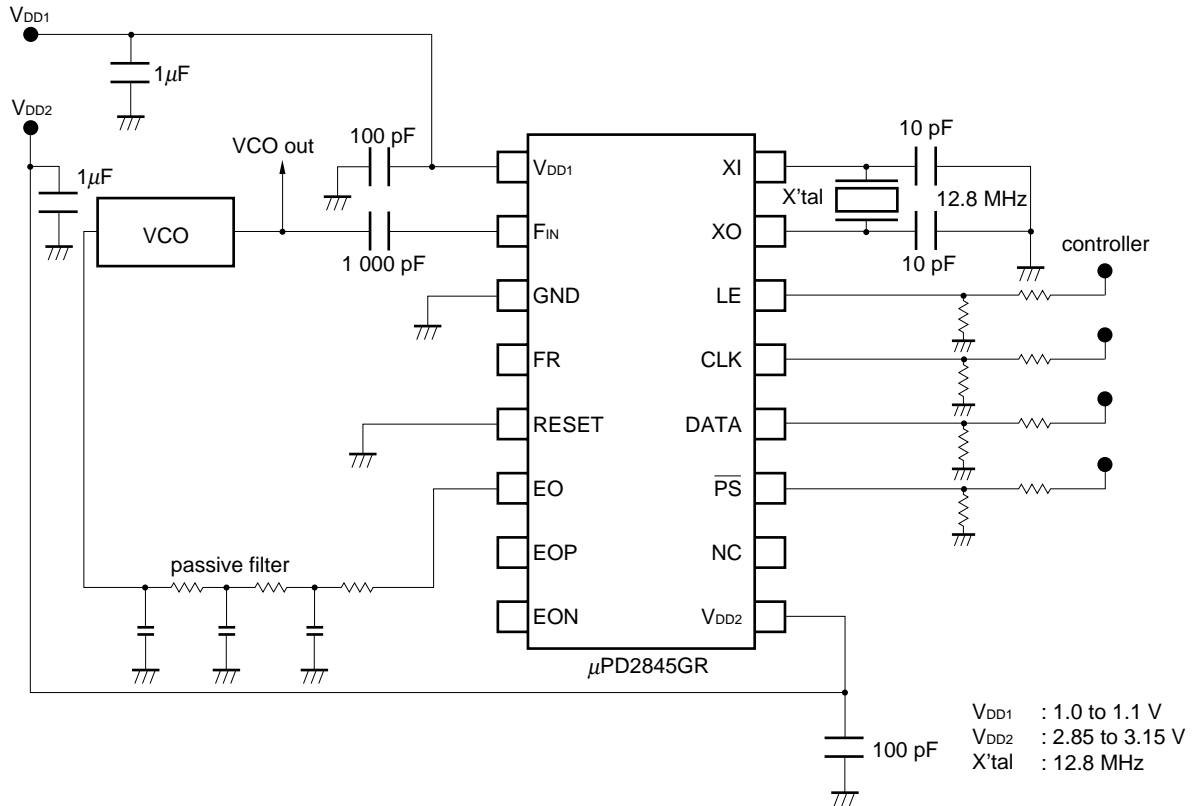 VDD1
1μF
VDD2
1μF
VCO out
100 pF
VCO
1 000 pF
VDD1
FIN
GND
FR
RESET
EO
EOP
EON
XI
XO
LE
CLK
DATA
PS
NC
VDD2
μPD2845GR
10 pF
X'tal
12.8 MHz
10 pF
controller
passive filter
100 pF
VDD1 : 1.0 to 1.1 V
VDD2 : 2.85 to 3.15 V
X'tal : 12.8 MHz